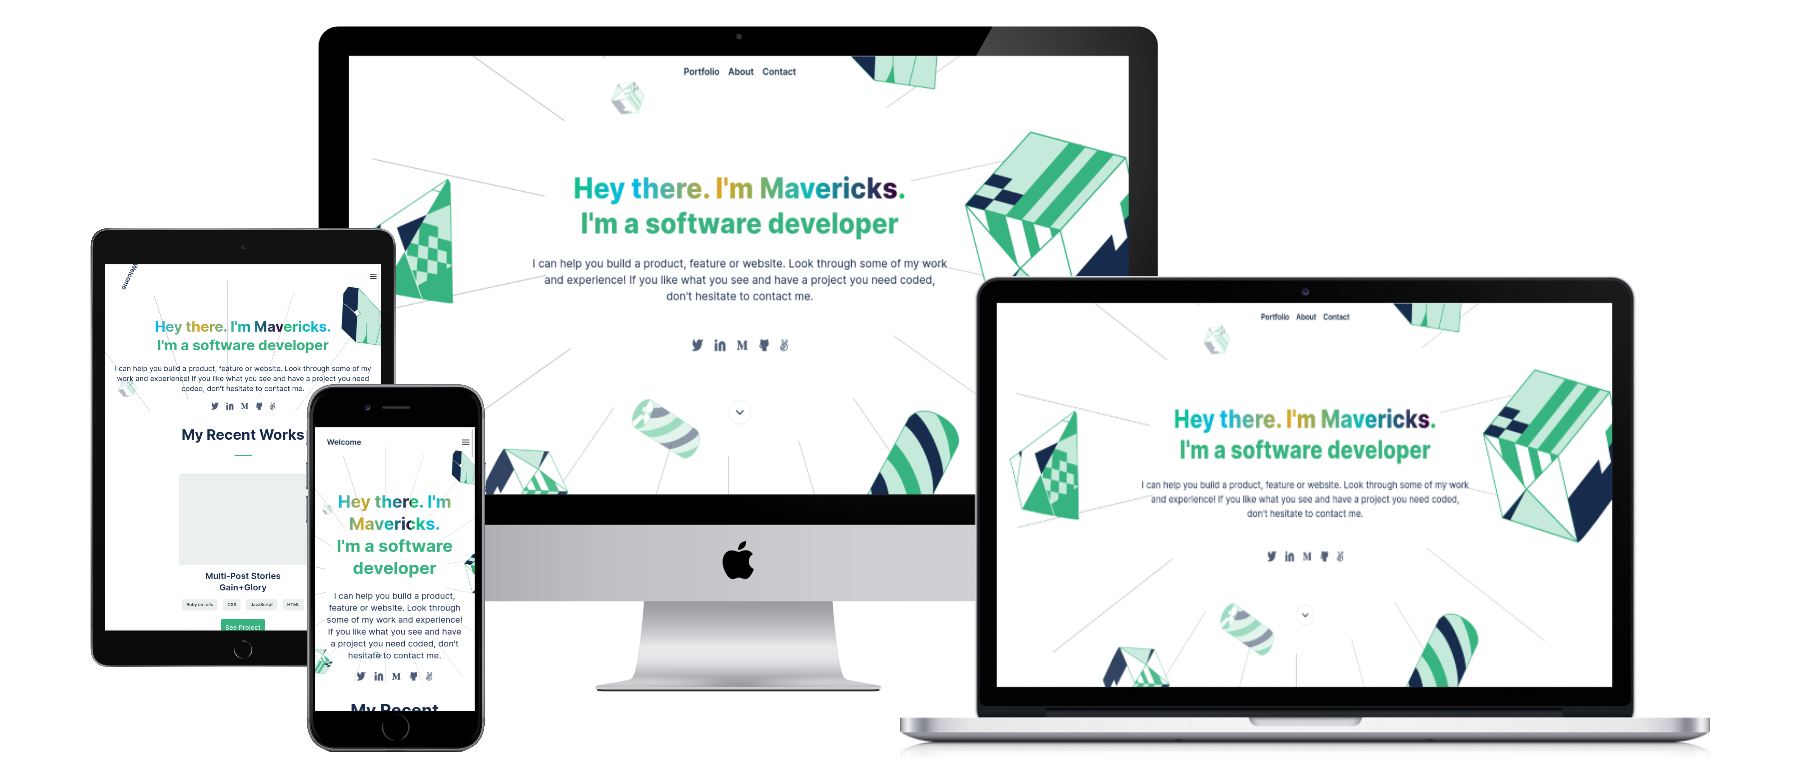 Portfolio About Contact
Hey there. I'm Mavericks.
I'm a software developer
I can help you build a product, feature or website. Look through some of my work
and experience! If you like what you see and have a project you need coded,
don't hesitate to contact me.
Welcome
Hey there. I'm Mavericks.
I'm a software developer
I can help you build a product, feature or website. Look through some of my
work and experience! If you like what you see and have a project you need
coded, don't hesitate to contact me.
My Recent Works
Multi-Post Stories
Gain+Glory
Ruby on rails CSS JavaScript HTML
See Project
Welcome
Hey there. I'm
Mavericks.
I'm a software
developer
I can help you build a product,
feature or website. Look through
some of my work and experience!
If you like what you see and have
a project you need coded, don't
hesitate to contact me.
My Recent
Portfolio About Contact
Hey there. I'm Mavericks.
I'm a software developer
I can help you build a product, feature or website. Look through some of my work
and experience! If you like what you see and have a project you need coded,
don't hesitate to contact me.